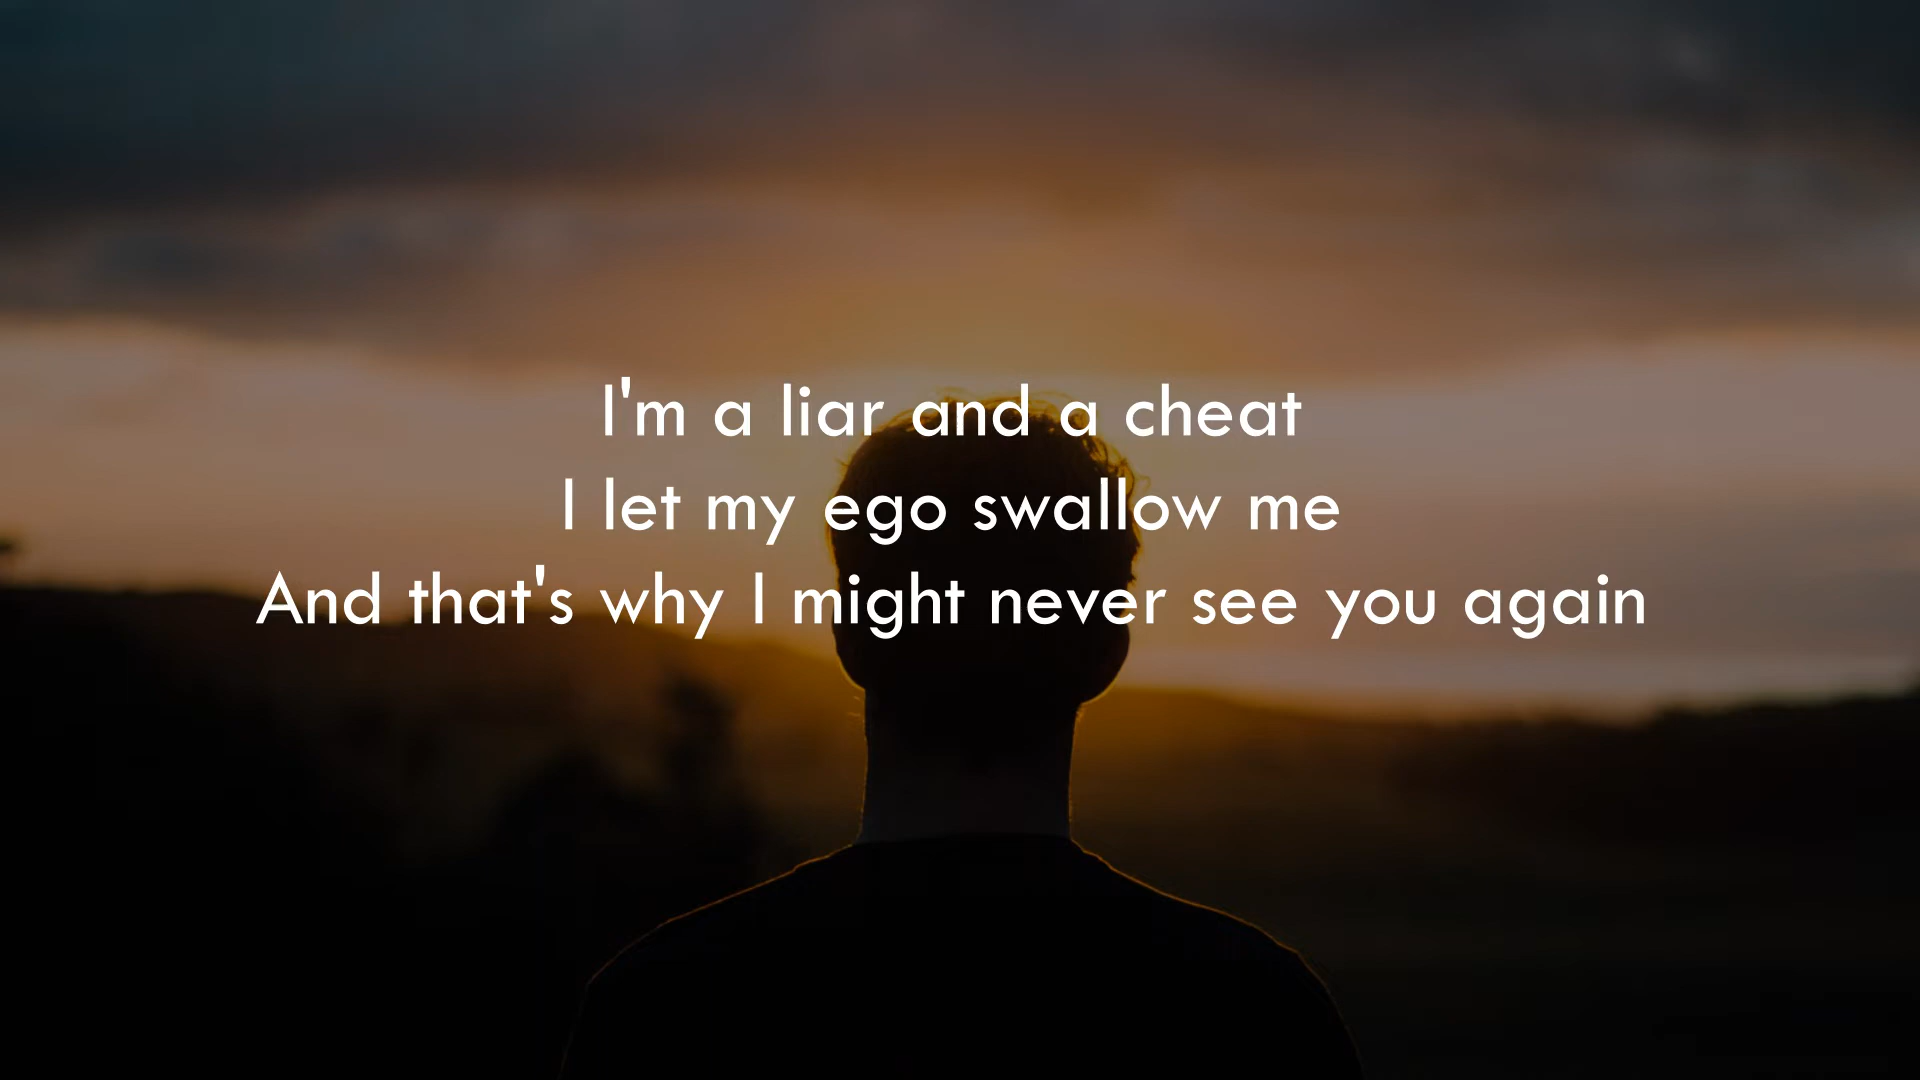 I'm a liar and a cheat
I let my ego swallow me
And that's why I might never see you again